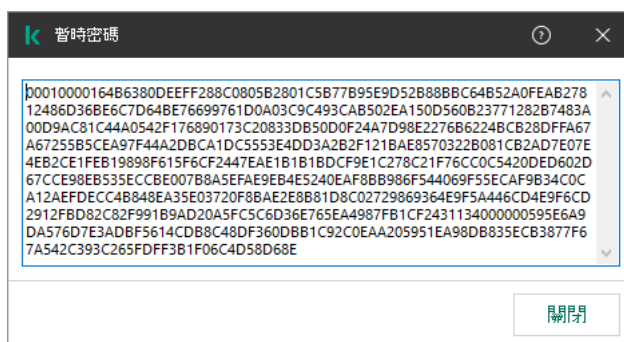 暫時密碼
00010000164B6380DEEFF288C0805B2801C5B77B95E9D52B88BBC64B52A0FEAB278
12486D36BE6C7D64BE76699761D0A03C9C493CAB502EA150D560B23771282B7483A
00D9AC81C44A0542F176890173C20833DB50D0F24A7D98E2276B6224BCB28DFFA67
A67255B5CEA97F44A2DBCA1DC5553E4DD3A2B2F121BAE8570322B081CB2AD7E07E
4EB2CE1FEB19898F615F6CF2447EAE1B1B1BDCF9E1C278C21F76CC0C5420DED602D
67CCE98EB535ECCBE007B8A5EFAE9EB4E5240EAF8BB986F544069F55ECAF9B34C0C
A12AEFDECC4B848EA35E03720F8BAE2E8B81D8C02729869364E9F5A446CD4E9F6CD
2912FBD82C82F991B9AD20A5FC5C6D36E765EA4987FB1CF2431134000000595E6A9
DA576D7E3ADBF5614CDB8C48DF360DBB1C92C0EAA205951EA98DB835ECB3877F6
7A542C393C265FDFF3B1F06C4D58D68E
關閉